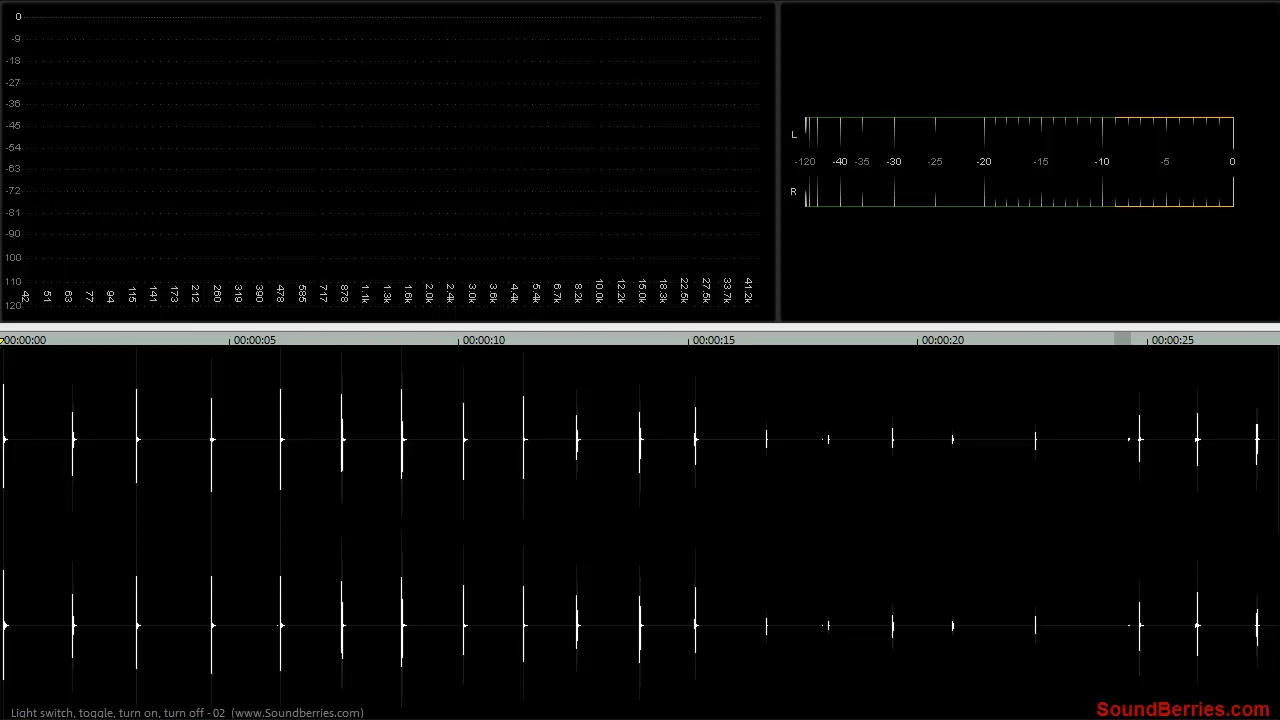 0
-9
-18
-27
-36
-45
-54
-63
-72
-81
-90
100
110
120
42 51 63 77 94 115 141 173 212 260 319 390 478 585 717 878 1.1k 1.3k 1.6k 2.0k 2.4k 3.0k 3.6k 4.4k 5.4k 6.7k 8.2k 10.0k 12.2k 15.0k 18.3k 22.5k 27.5k 33.7k 41.2k
L
-120 -40 -35 -30 -25 -20 -15 -10 -5 0
R
00:00:00 00:00:05 00:00:10 00:00:15 00:00:20 00:00:25
Light switch, toggle, turn on, turn off - 02 (www.Soundberries.com)
SoundBerries.com